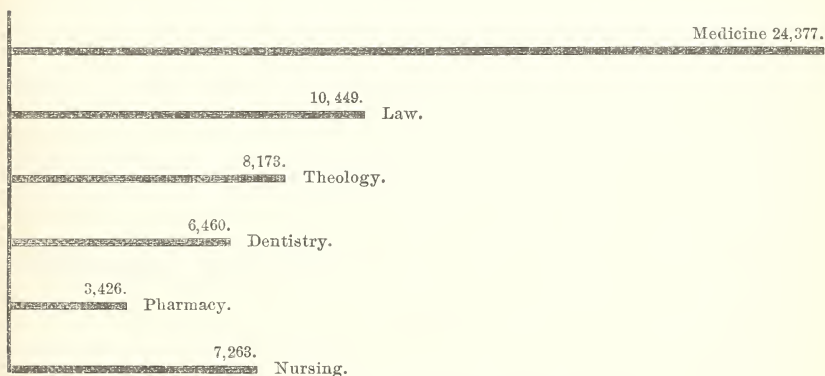 Medicine 24,377.
10,449.
Law.
8,173.
Theology.
6,460.
Dentistry.
3,426.
Pharmacy.
7,263.
Nursing.